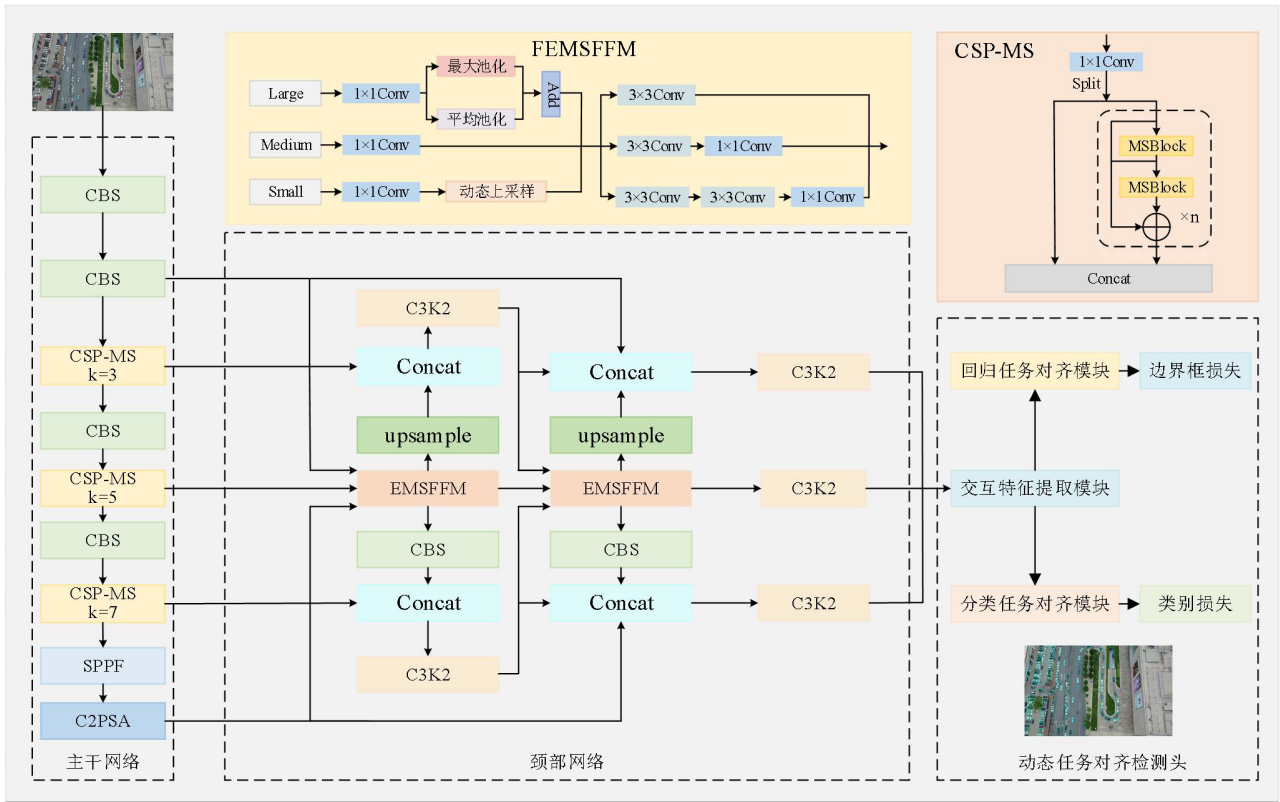 FEMSFFM
Large
1×1Conv
最大池化
平均池化
Add
3×3Conv
Medium
1×1Conv
3×3Conv
1×1Conv
Small
1×1Conv
动态上采样
3×3Conv
3×3Conv
1×1Conv
CSP-MS
1×1Conv
Split
MSBlock
MSBlock
×n
Concat
CBS
CBS
CSP-MS
k=3
CBS
CSP-MS
k=5
CBS
CSP-MS
k=7
SPPF
C2PSA
主干网络
C3K2
Concat
upsample
EMSFFM
CBS
Concat
C3K2
Concat
upsample
EMSFFM
CBS
Concat
C3K2
C3K2
C3K2
颈部网络
回归任务对齐模块
边界框损失
交互特征提取模块
分类任务对齐模块
类别损失
动态任务对齐检测头